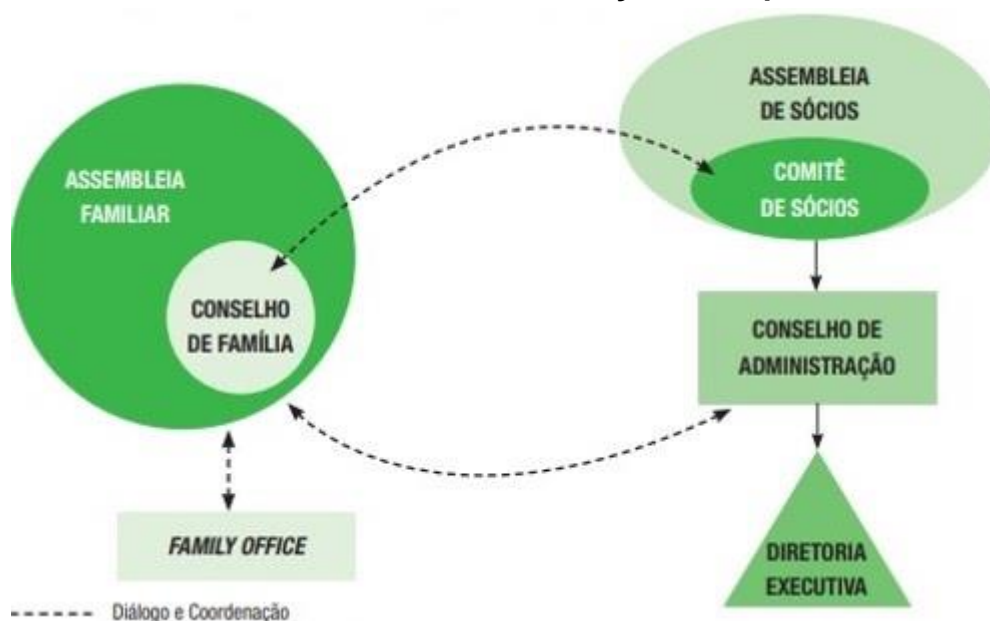 ASSEMBLEIA
DE SÓCIOS
COMITÊ
DE SÓCIOS
ASSEMBLEIA
FAMILIAR
CONSELHO
DE FAMÍLIA
CONSELHO DE
ADMINISTRAÇÃO
FAMILY OFFICE
DIRETORIA
EXECUTIVA
Diálogo e Coordenação